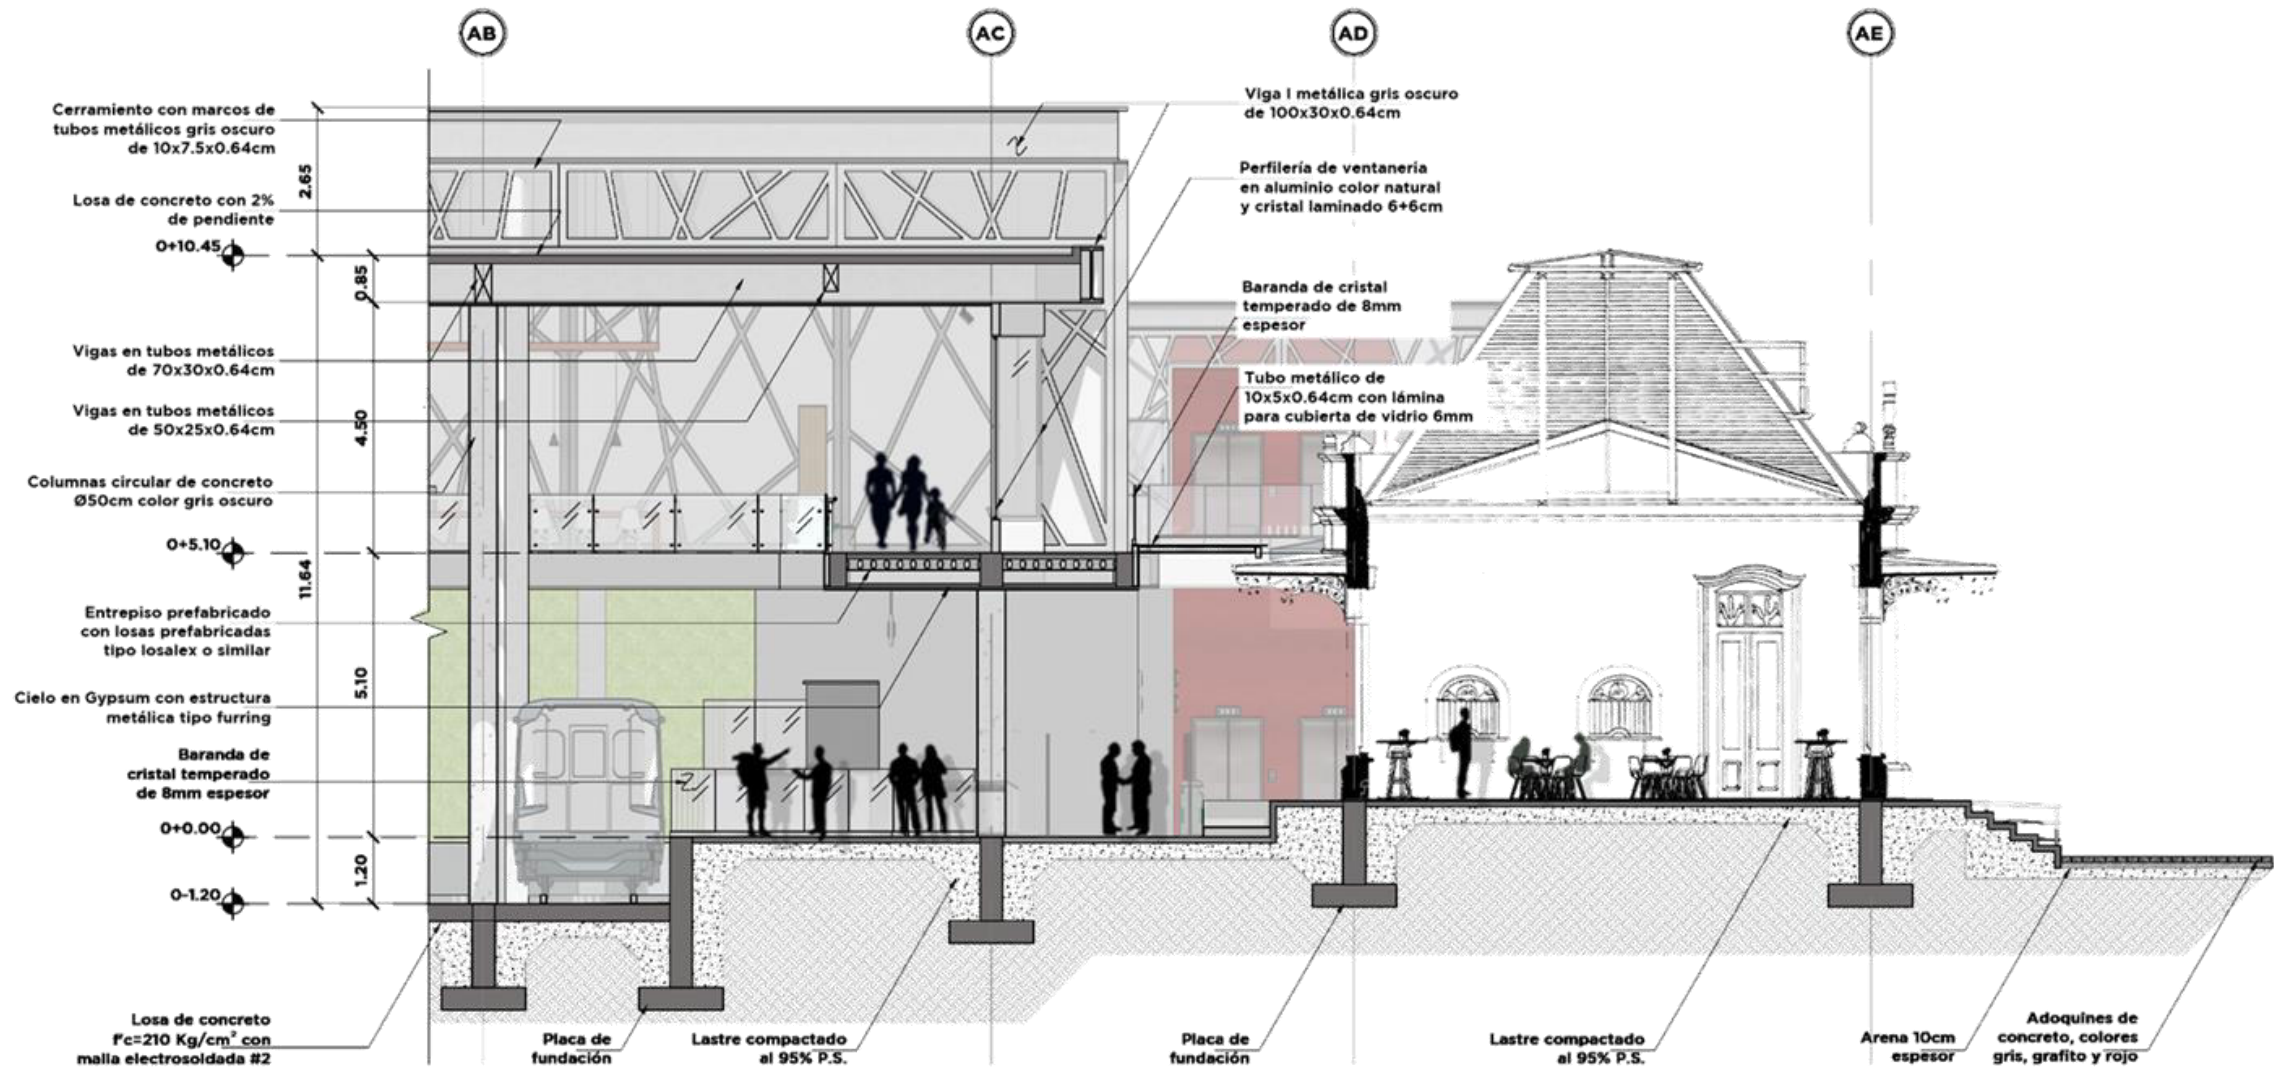 AB
AC
AD
AE
Cerramiento con marcos de
tubos metálicos gris oscuro
de 10x7.5x0.64cm
Losa de concreto con 2%
de pendiente
0+10.45
Vigas en tubos metálicos
de 70x30x0.64cm
Vigas en tubos metálicos
de 50x25x0.64cm
Columnas circular de concreto
Ø50cm color gris oscuro
0+5.10
Entrepiso prefabricado
con losas prefabricadas
tipo losalex o similar
Cielo en Gypsum con estructura
metálica tipo furring
Baranda de
cristal temperado
de 8mm espesor
0+0.00
0-1.20
2.65
11.64
0.85
4.50
5.10
1.20
Viga I metálica gris oscuro
de 100x30x0.64cm
Perfilería de ventanería
en aluminio color natural
y cristal laminado 6+6cm
Baranda de cristal
temperado de 8mm
espesor
Tubo metálico de
10x5x0.64cm con lámina
para cubierta de vidrio 6mm
Losa de concreto
f'c=210 Kg/cm² con
malla electrosoldada #2
Placa de
fundación
Lastre compactado
al 95% P.S.
Placa de
fundación
Lastre compactado
al 95% P.S.
Arena 10cm
espesor
Adoquines de
concreto, colores
gris, grafito y rojo